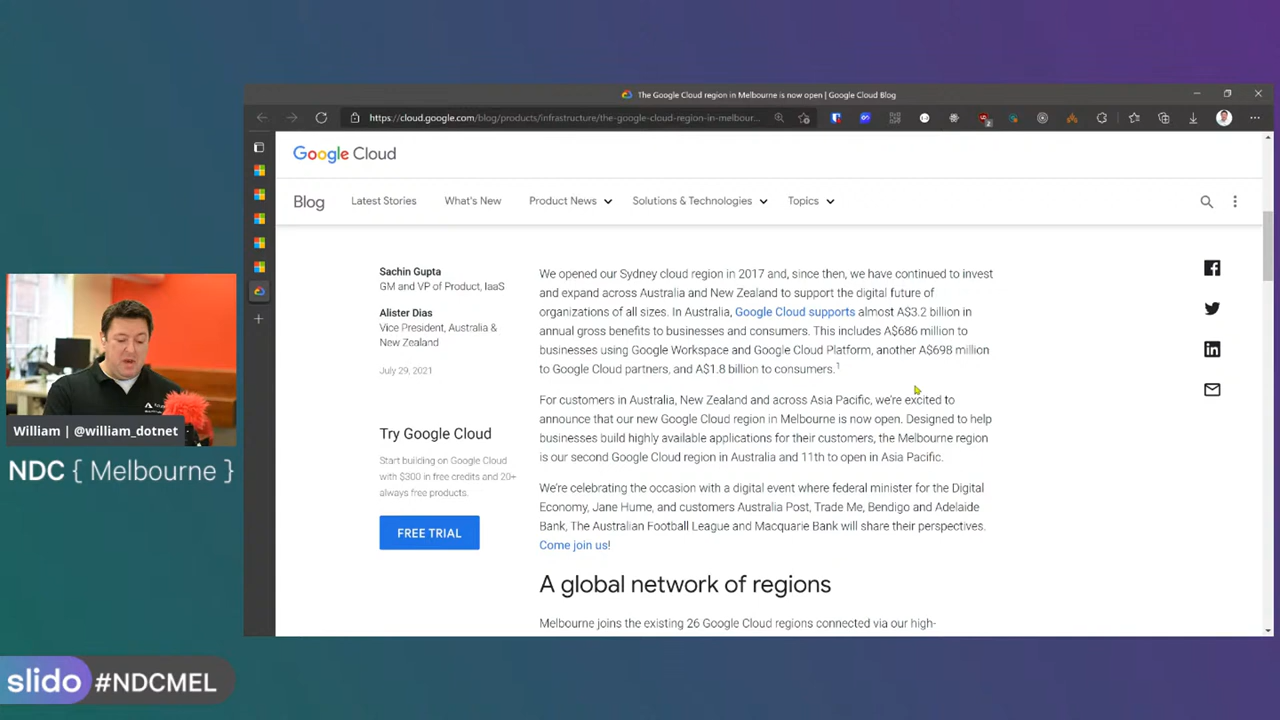 The Google Cloud region in Melbourne is now open | Google Cloud Blog
https://cloud.google.com/blog/products/infrastructure/the-google-cloud-region-in-melbour...
Google Cloud
Blog
Latest Stories
What's New
Product News
Solutions & Technologies
Topics
Sachin Gupta
GM and VP of Product, IaaS
Alister Dias
Vice President, Australia &
New Zealand
July 29, 2021
Try Google Cloud
Start building on Google Cloud
with $300 in free credits and 20+
always free products.
FREE TRIAL
We opened our Sydney cloud region in 2017 and, since then, we have continued to invest
and expand across Australia and New Zealand to support the digital future of
organizations of all sizes. In Australia, Google Cloud supports almost A$3.2 billion in
annual gross benefits to businesses and consumers. This includes A$686 million to
businesses using Google Workspace and Google Cloud Platform, another A$698 million
to Google Cloud partners, and A$1.8 billion to consumers.1
For customers in Australia, New Zealand and across Asia Pacific, we're excited to
announce that our new Google Cloud region in Melbourne is now open. Designed to help
businesses build highly available applications for their customers, the Melbourne region
is our second Google Cloud region in Australia and 11th to open in Asia Pacific.
We're celebrating the occasion with a digital event where federal minister for the Digital
Economy, Jane Hume, and customers Australia Post, Trade Me, Bendigo and Adelaide
Bank, The Australian Football League and Macquarie Bank will share their perspectives.
Come join us!
A global network of regions
Melbourne joins the existing 26 Google Cloud regions connected via our high-
William | @william_dotnet
NDC { Melbourne }
slido #NDCMEL